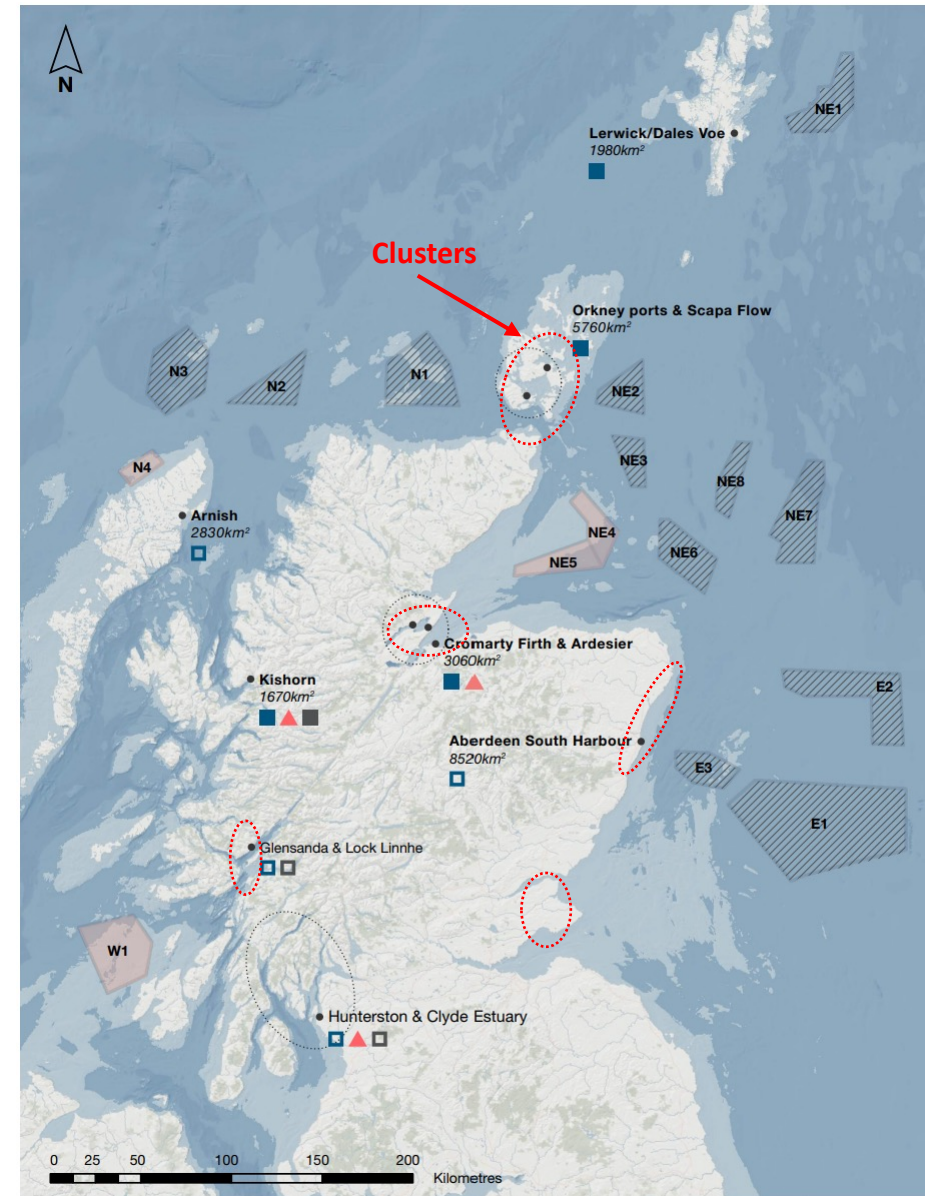 N
NE1
Lerwick/Dales Voe
1980km²
Clusters
Orkney ports & Scapa Flow
5760km²
N3
N2
N1
NE2
N4
NE3
NE8
NE7
Arnish
2830km²
NE4
NE6
NE5
Cromarty Firth & Ardesier
3060km²
Kishorn
1670km²
E2
Aberdeen South Harbour
8520km²
E3
E1
Glensanda & Lock Linnhe
W1
Hunterston & Clyde Estuary
0 25 50 100 150 200
Kilometres